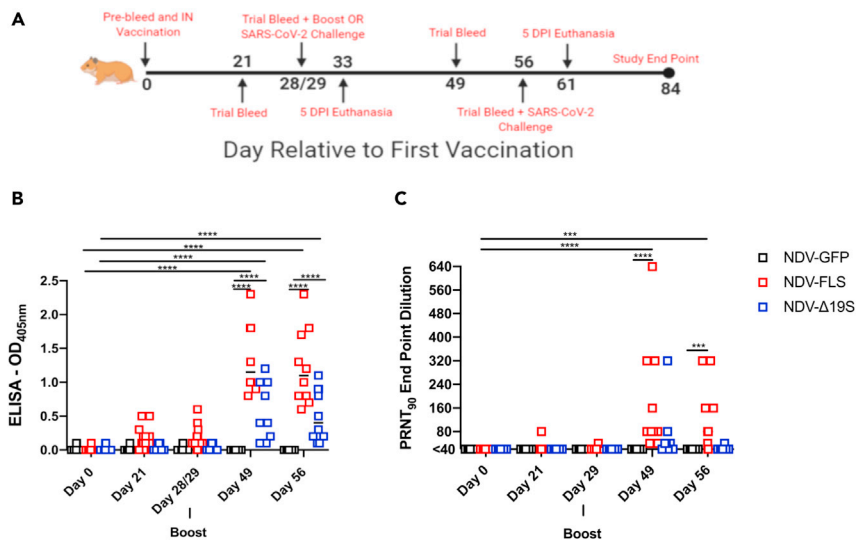 A
Pre-bleed and IN
Vaccination
Trial Bleed + Boost OR
SARS-CoV-2 Challenge
Trial Bleed
5 DPI Euthanasia
Study End Point
21
33
56
0
28/29
49
61
84
Trial Bleed
5 DPI Euthanasia
Trial Bleed + SARS-CoV-2
Challenge
Day Relative to First Vaccination
B
****
****
****
****
****
****
****
****
2.5
2.0
1.5
1.0
0.5
0.0
ELISA - OD405nm
Day 0
Day 21
Day 28/29
Day 49
Day 56
Boost
C
***
****
****
***
640
560
480
400
320
240
160
80
<40
PRNT90 End Point Dilution
Day 0
Day 21
Day 29
Day 49
Day 56
Boost
NDV-GFP
NDV-FLS
NDV-Δ19S